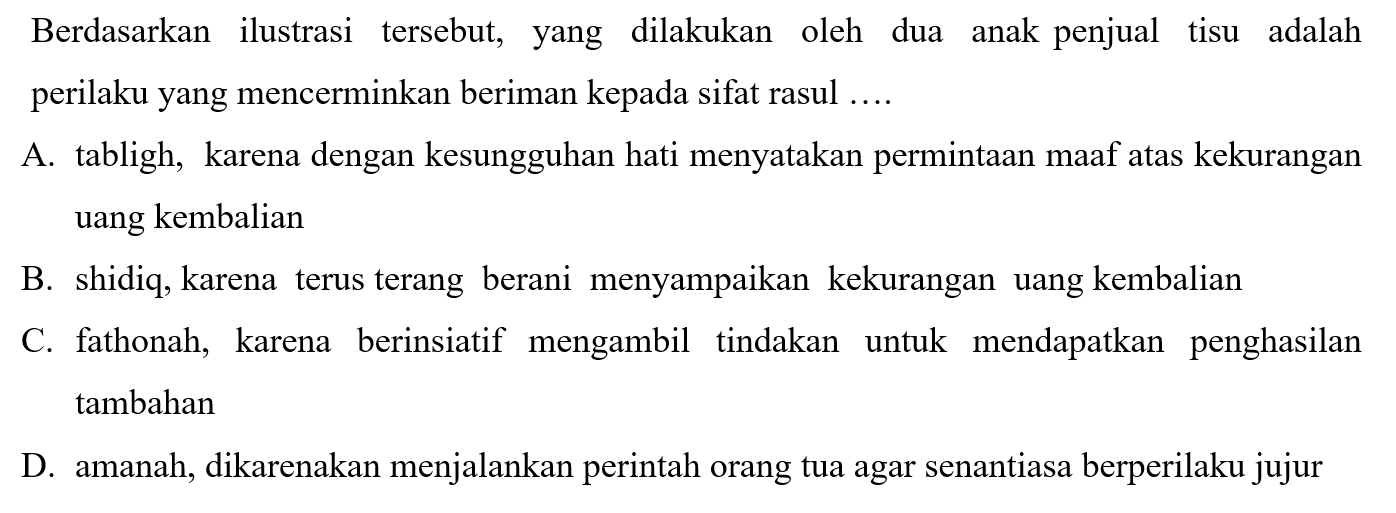 Berdasarkan ilustrasi tersebut, yang dilakukan oleh dua anak penjual tisu adalah
perilaku yang mencerminkan beriman kepada sifat rasul ….
A. tabligh, karena dengan kesungguhan hati menyatakan permintaan maaf atas kekurangan
uang kembalian
B. shidiq, karena terus terang berani menyampaikan kekurangan uang kembalian
C. fathonah, karena berinsiatif mengambil tindakan untuk mendapatkan penghasilan
tambahan
D. amanah, dikarenakan menjalankan perintah orang tua agar senantiasa berperilaku jujur